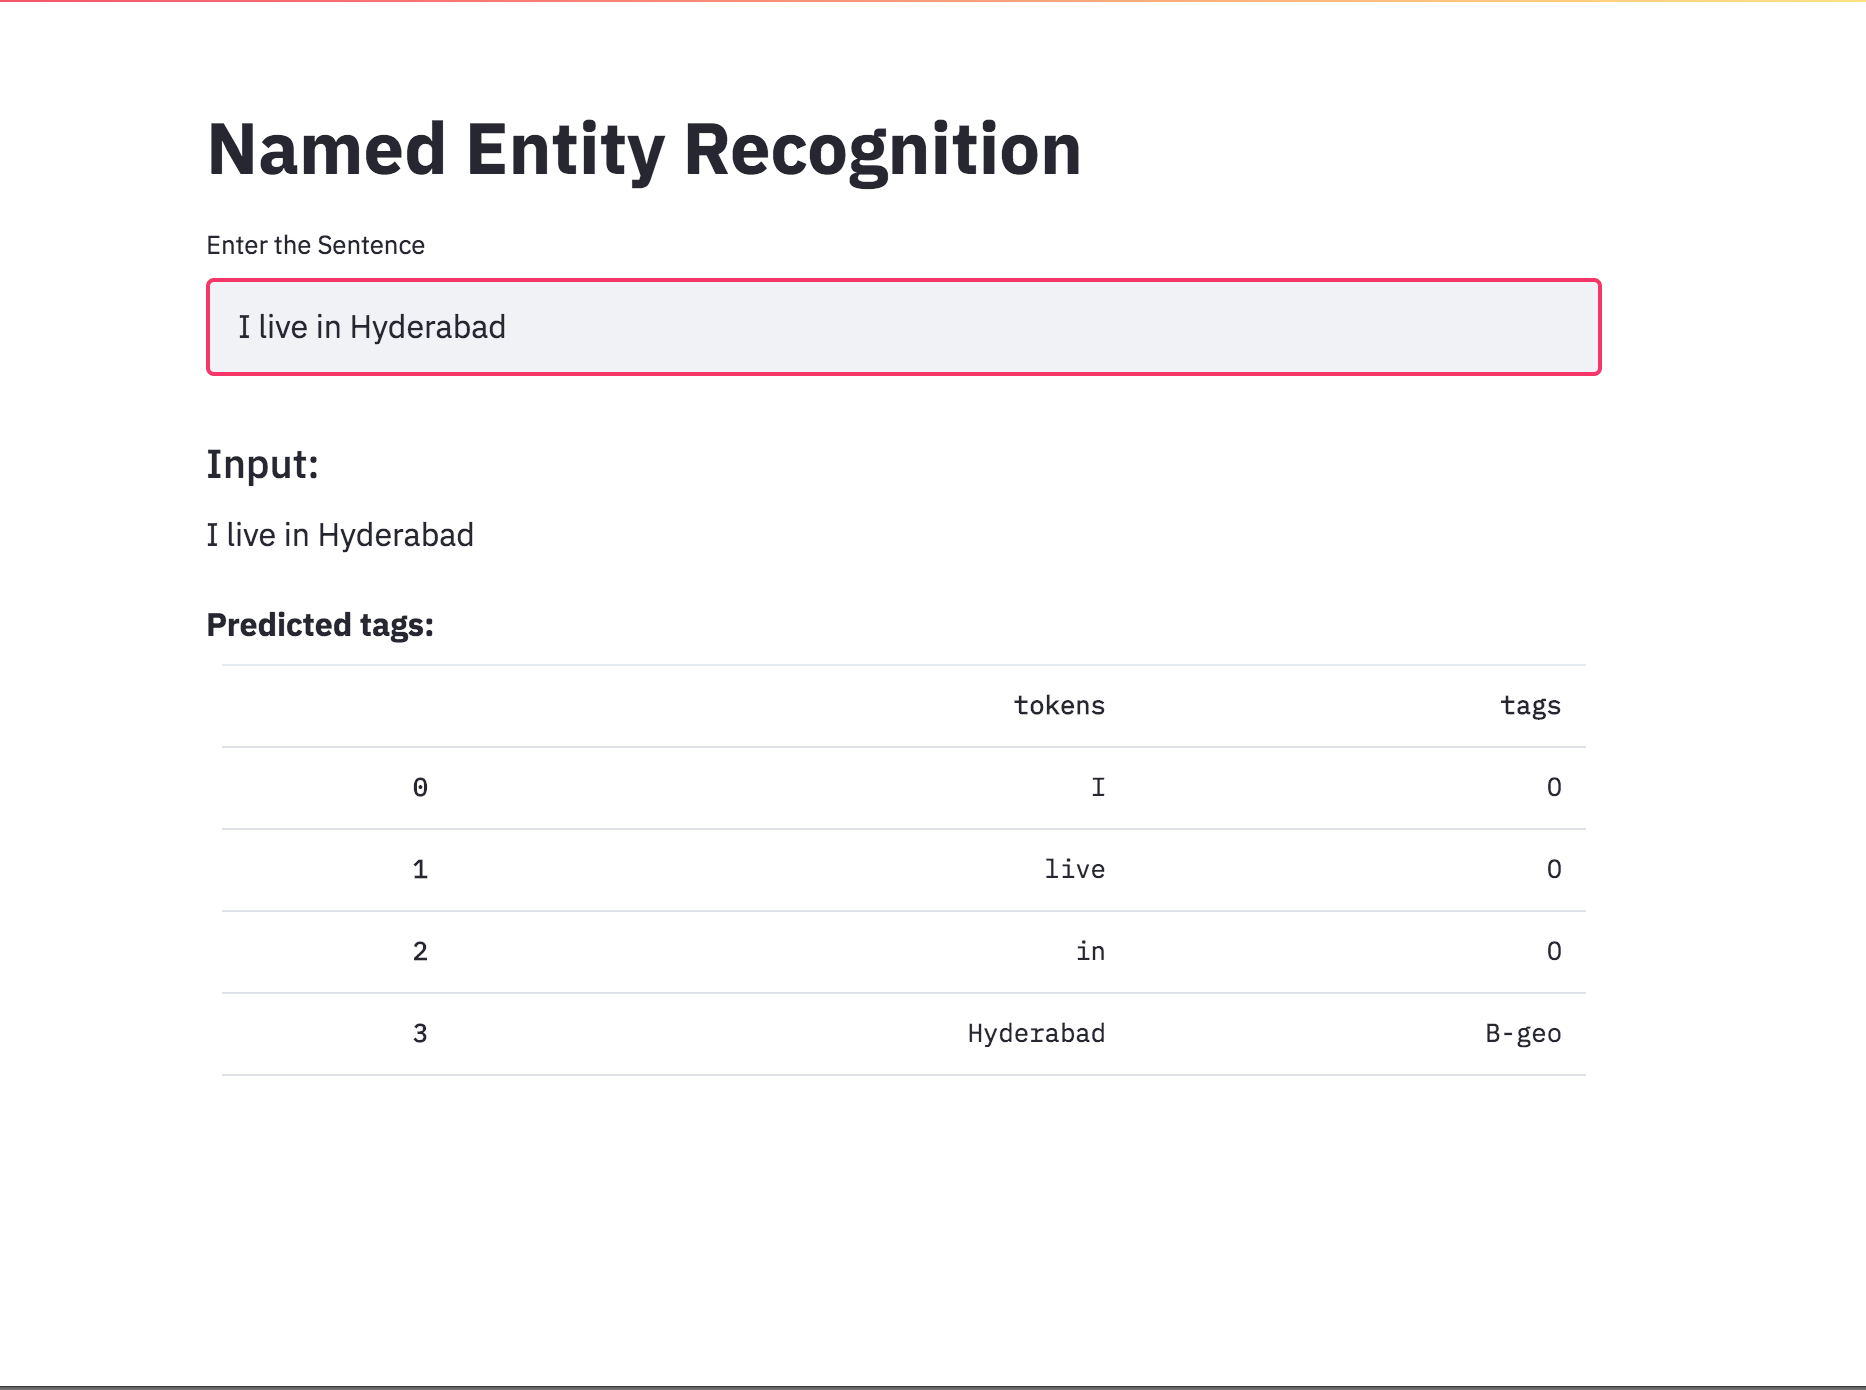 Named Entity Recognition
Enter the Sentence
I live in Hyderabad
Input:
I live in Hyderabad
Predicted tags:
tokens tags
0 I O
1 live O
2 in O
3 Hyderabad B-geo